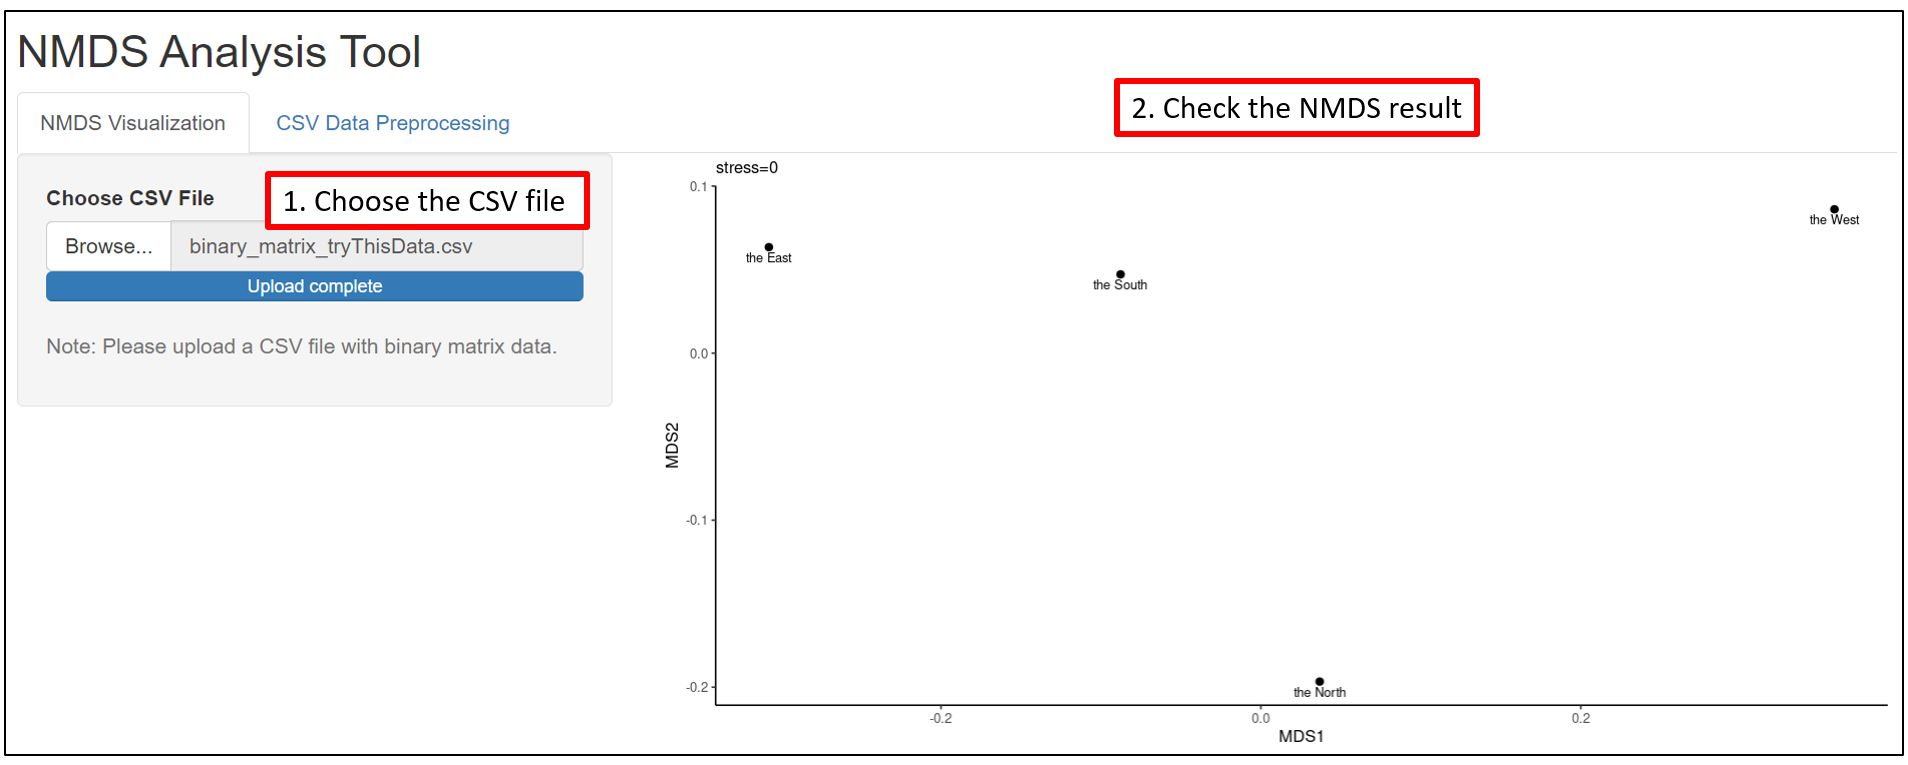 NMDS Analysis Tool
NMDS Visualization
CSV Data Preprocessing
2. Check the NMDS result
Choose CSV File
1. Choose the CSV file
Browse...
binary_matrix_tryThisData.csv
Upload complete
Note: Please upload a CSV file with binary matrix data.
stress=0
0.1
0.0
-0.1
-0.2
MDS2
the West
the East
the South
the North
-0.2
0.0
0.2
MDS1